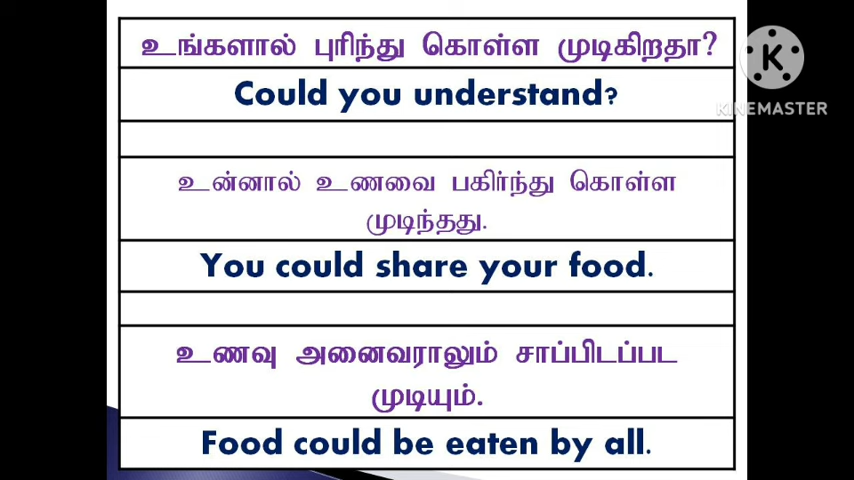 உங்களால் புரிந்து கொள்ள முடிகிறதா?
Could you understand?
உன்னால் உணவை பகிர்ந்து கொள்ள
முடிந்தது.
You could share your food.
உணவு அனைவராலும் சாப்பிடப்பட
முடியும்.
Food could be eaten by all.
K
KINEMASTER